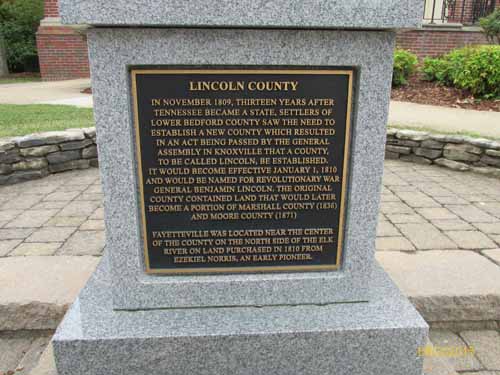 LINCOLN COUNTY
IN NOVEMBER 1809, THIRTEEN YEARS AFTER
TENNESSEE BECAME A STATE, SETTLERS OF
LOWER BEDFORD COUNTY SAW THE NEED TO
ESTABLISH A NEW COUNTY WHICH RESULTED
IN AN ACT BEING PASSED BY THE GENERAL
ASSEMBLY IN KNOXVILLE THAT A COUNTY,
TO BE CALLED LINCOLN, BE ESTABLISHED.
IT WOULD BECOME EFFECTIVE JANUARY 1, 1810
AND WOULD BE NAMED FOR REVOLUTIONARY WAR
GENERAL BENJAMIN LINCOLN. THE ORIGINAL
COUNTY CONTAINED LAND THAT WOULD LATER
BECOME A PORTION OF MARSHALL COUNTY (1836)
AND MOORE COUNTY (1871)
FAYETTEVILLE WAS LOCATED NEAR THE CENTER
OF THE COUNTY ON THE NORTH SIDE OF THE ELK
RIVER ON LAND PURCHASED IN 1810 FROM
EZEKIEL NORRIS, AN EARLY PIONEER.